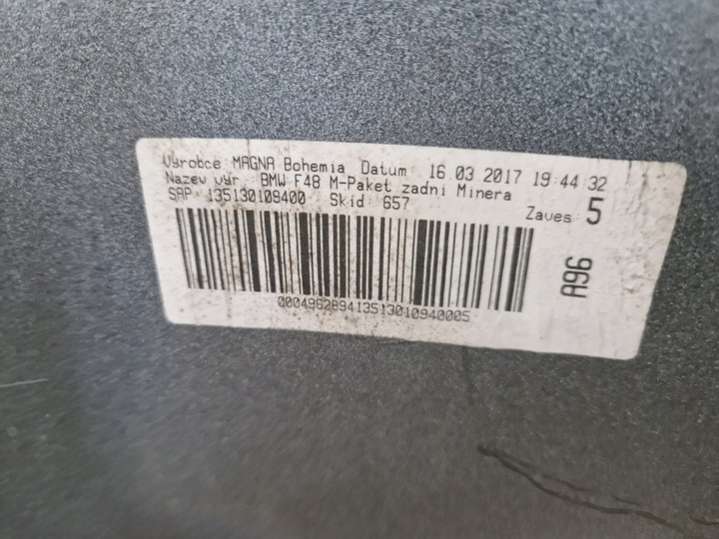 Vyrobce MAGNA Bohemia Datum 16.03 2017 19:44:32
Nazev vyr.: BMW F48 M-Paket zadni Minera
SAP: 135130109400 Skid: 657
Zaves 5
A96
0004962894135130109400005